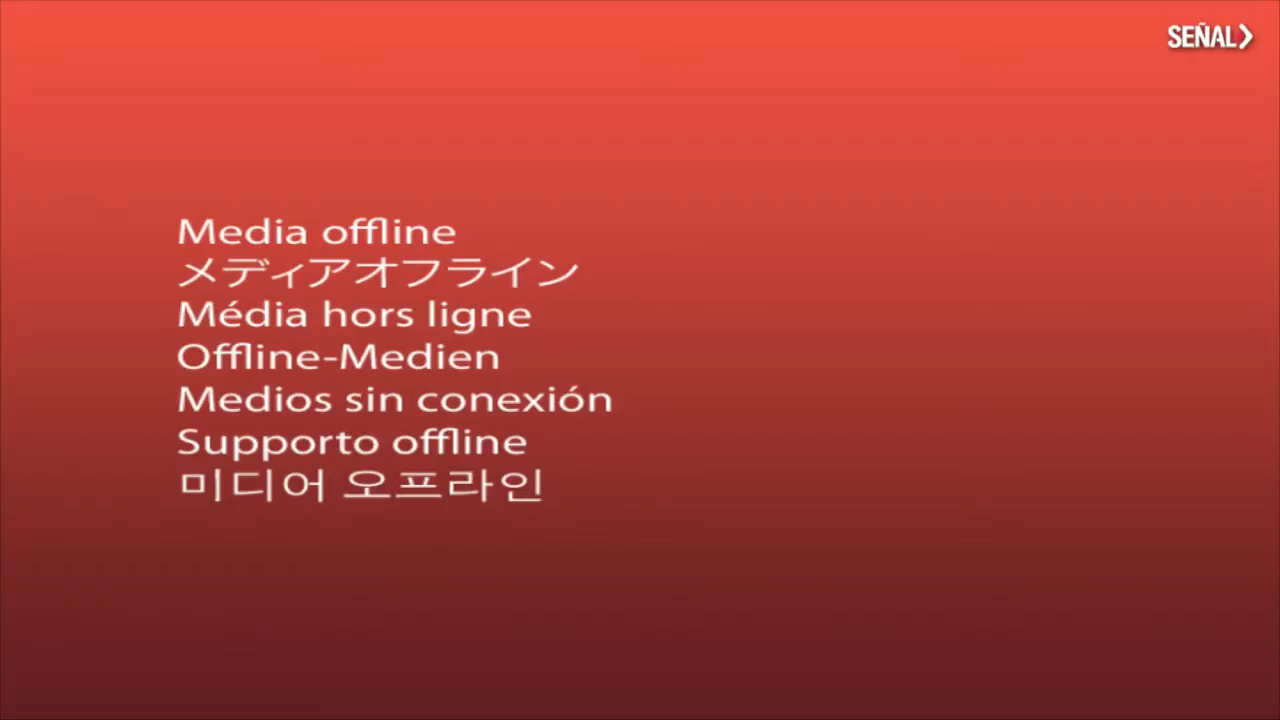 SEÑAL
Media offline
メディアオフライン
Média hors ligne
Offline-Medien
Medios sin conexión
Supporto offline
미디어 오프라인